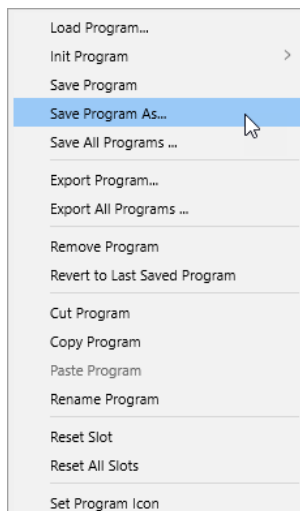 Load Program...
Init Program
Save Program
Save Program As...
Save All Programs ...
Export Program...
Export All Programs ...
Remove Program
Revert to Last Saved Program
Cut Program
Copy Program
Paste Program
Rename Program
Reset Slot
Reset All Slots
Set Program Icon